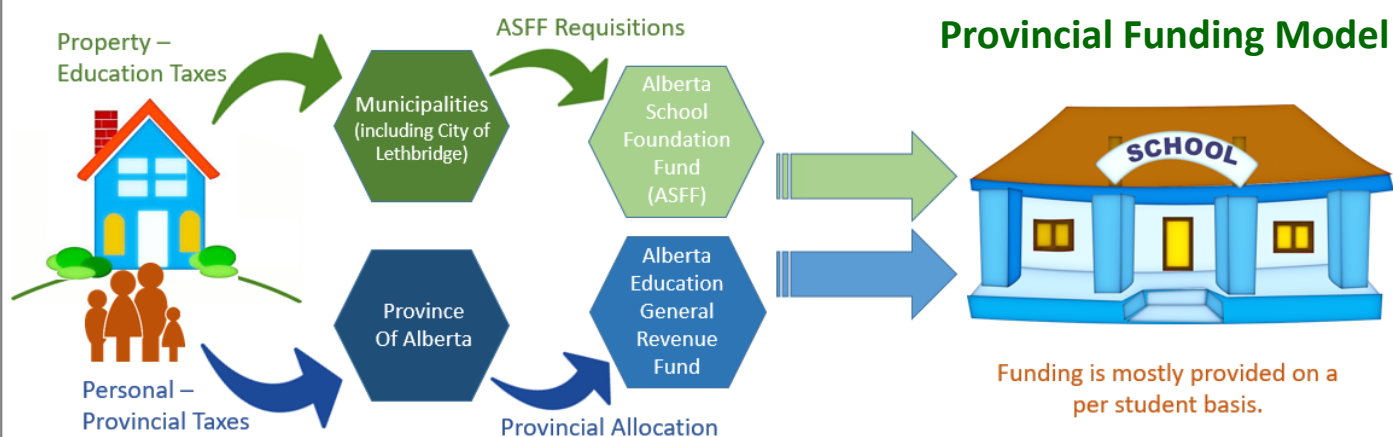 Provincial Funding Model
Property –
Education Taxes
Municipalities
(including City of
Lethbridge)
ASFF Requisitions
Alberta
School
Foundation
Fund
(ASFF)
SCHOOL
Personal –
Provincial Taxes
Province
Of Alberta
Provincial Allocation
Alberta
Education
General
Revenue
Fund
Funding is mostly provided on a
per student basis.